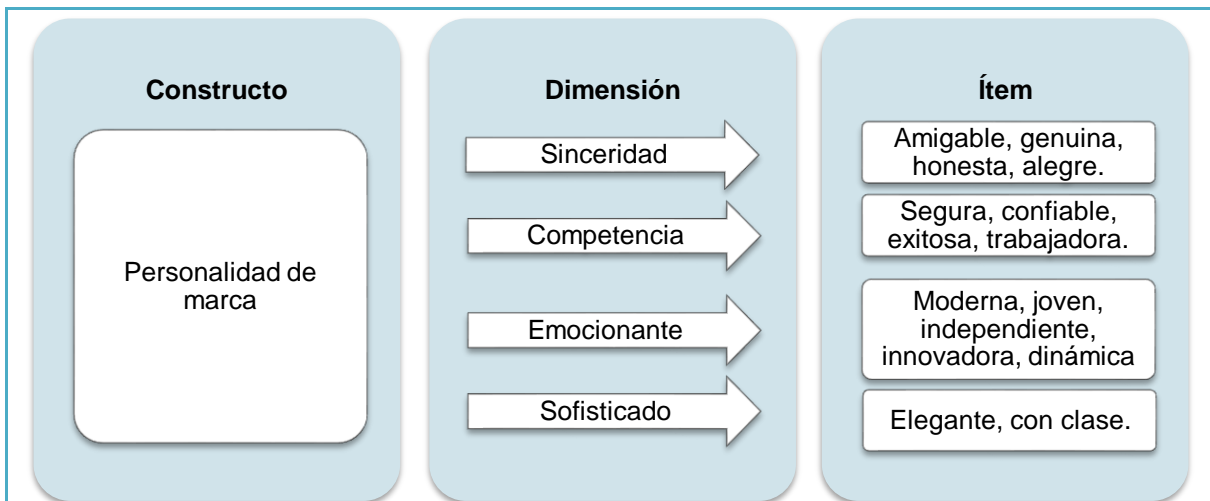 Constructo
Personalidad de
marca
Dimensión
Sinceridad
Competencia
Emocionante
Sofisticado
Ítem
Amigable, genuina,
honesta, alegre.
Segura, confiable,
exitosa, trabajadora.
Moderna, joven,
independiente,
innovadora, dinámica
Elegante, con clase.